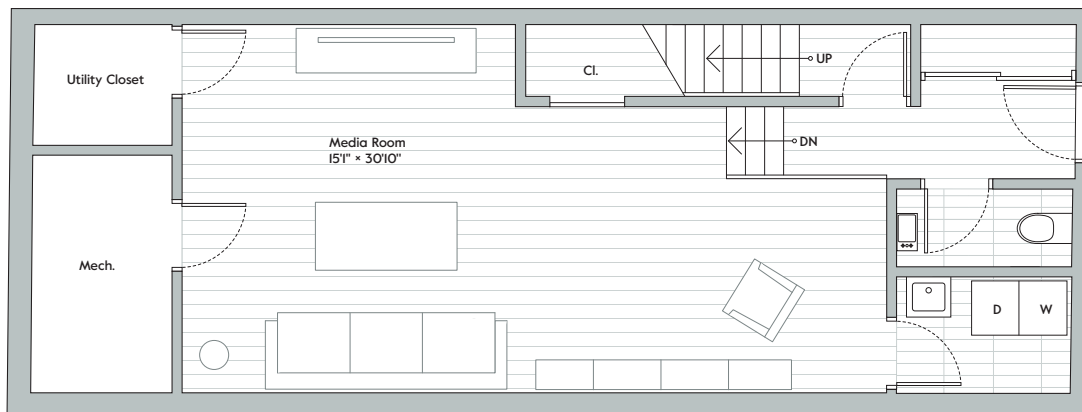 Utility Closet
Cl.
UP
Media Room
15'1" × 30'10"
DN
Mech.
D
W